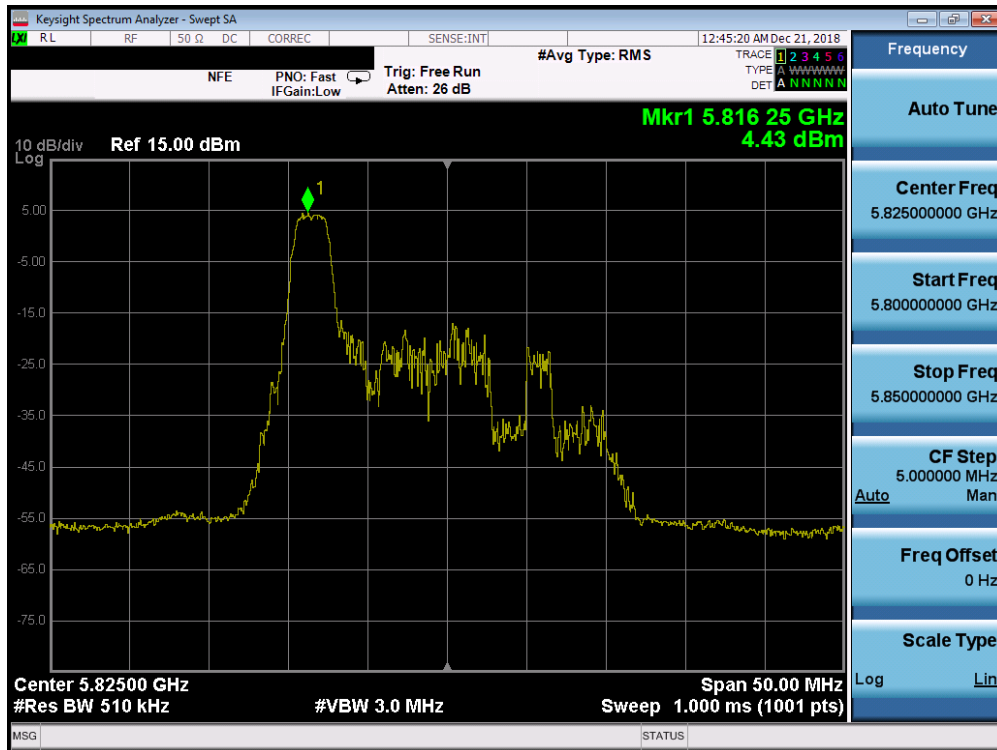 Keysight Spectrum Analyzer - Swept SA
LXI RL RF 50 Ω DC CORREC SENSE:INT 12:45:20 AM Dec 21, 2018
#Avg Type: RMS
TRACE 1 2 3 4 5 6
TYPE A WWWWW
DET A N N N N N
NFE PNO: Fast Trig: Free Run
IFGain:Low Atten: 26 dB
Mkr1 5.816 25 GHz
4.43 dBm
10 dB/div Ref 15.00 dBm
Log
1
5.00
-5.00
-15.0
-25.0
-35.0
-45.0
-55.0
-65.0
-75.0
Center 5.82500 GHz Span 50.00 MHz
#Res BW 510 kHz #VBW 3.0 MHz Sweep 1.000 ms (1001 pts)
MSG STATUS
Frequency
Auto Tune
Center Freq
5.825000000 GHz
Start Freq
5.800000000 GHz
Stop Freq
5.850000000 GHz
CF Step
5.000000 MHz
Auto Man
Freq Offset
0 Hz
Scale Type
Log Lin